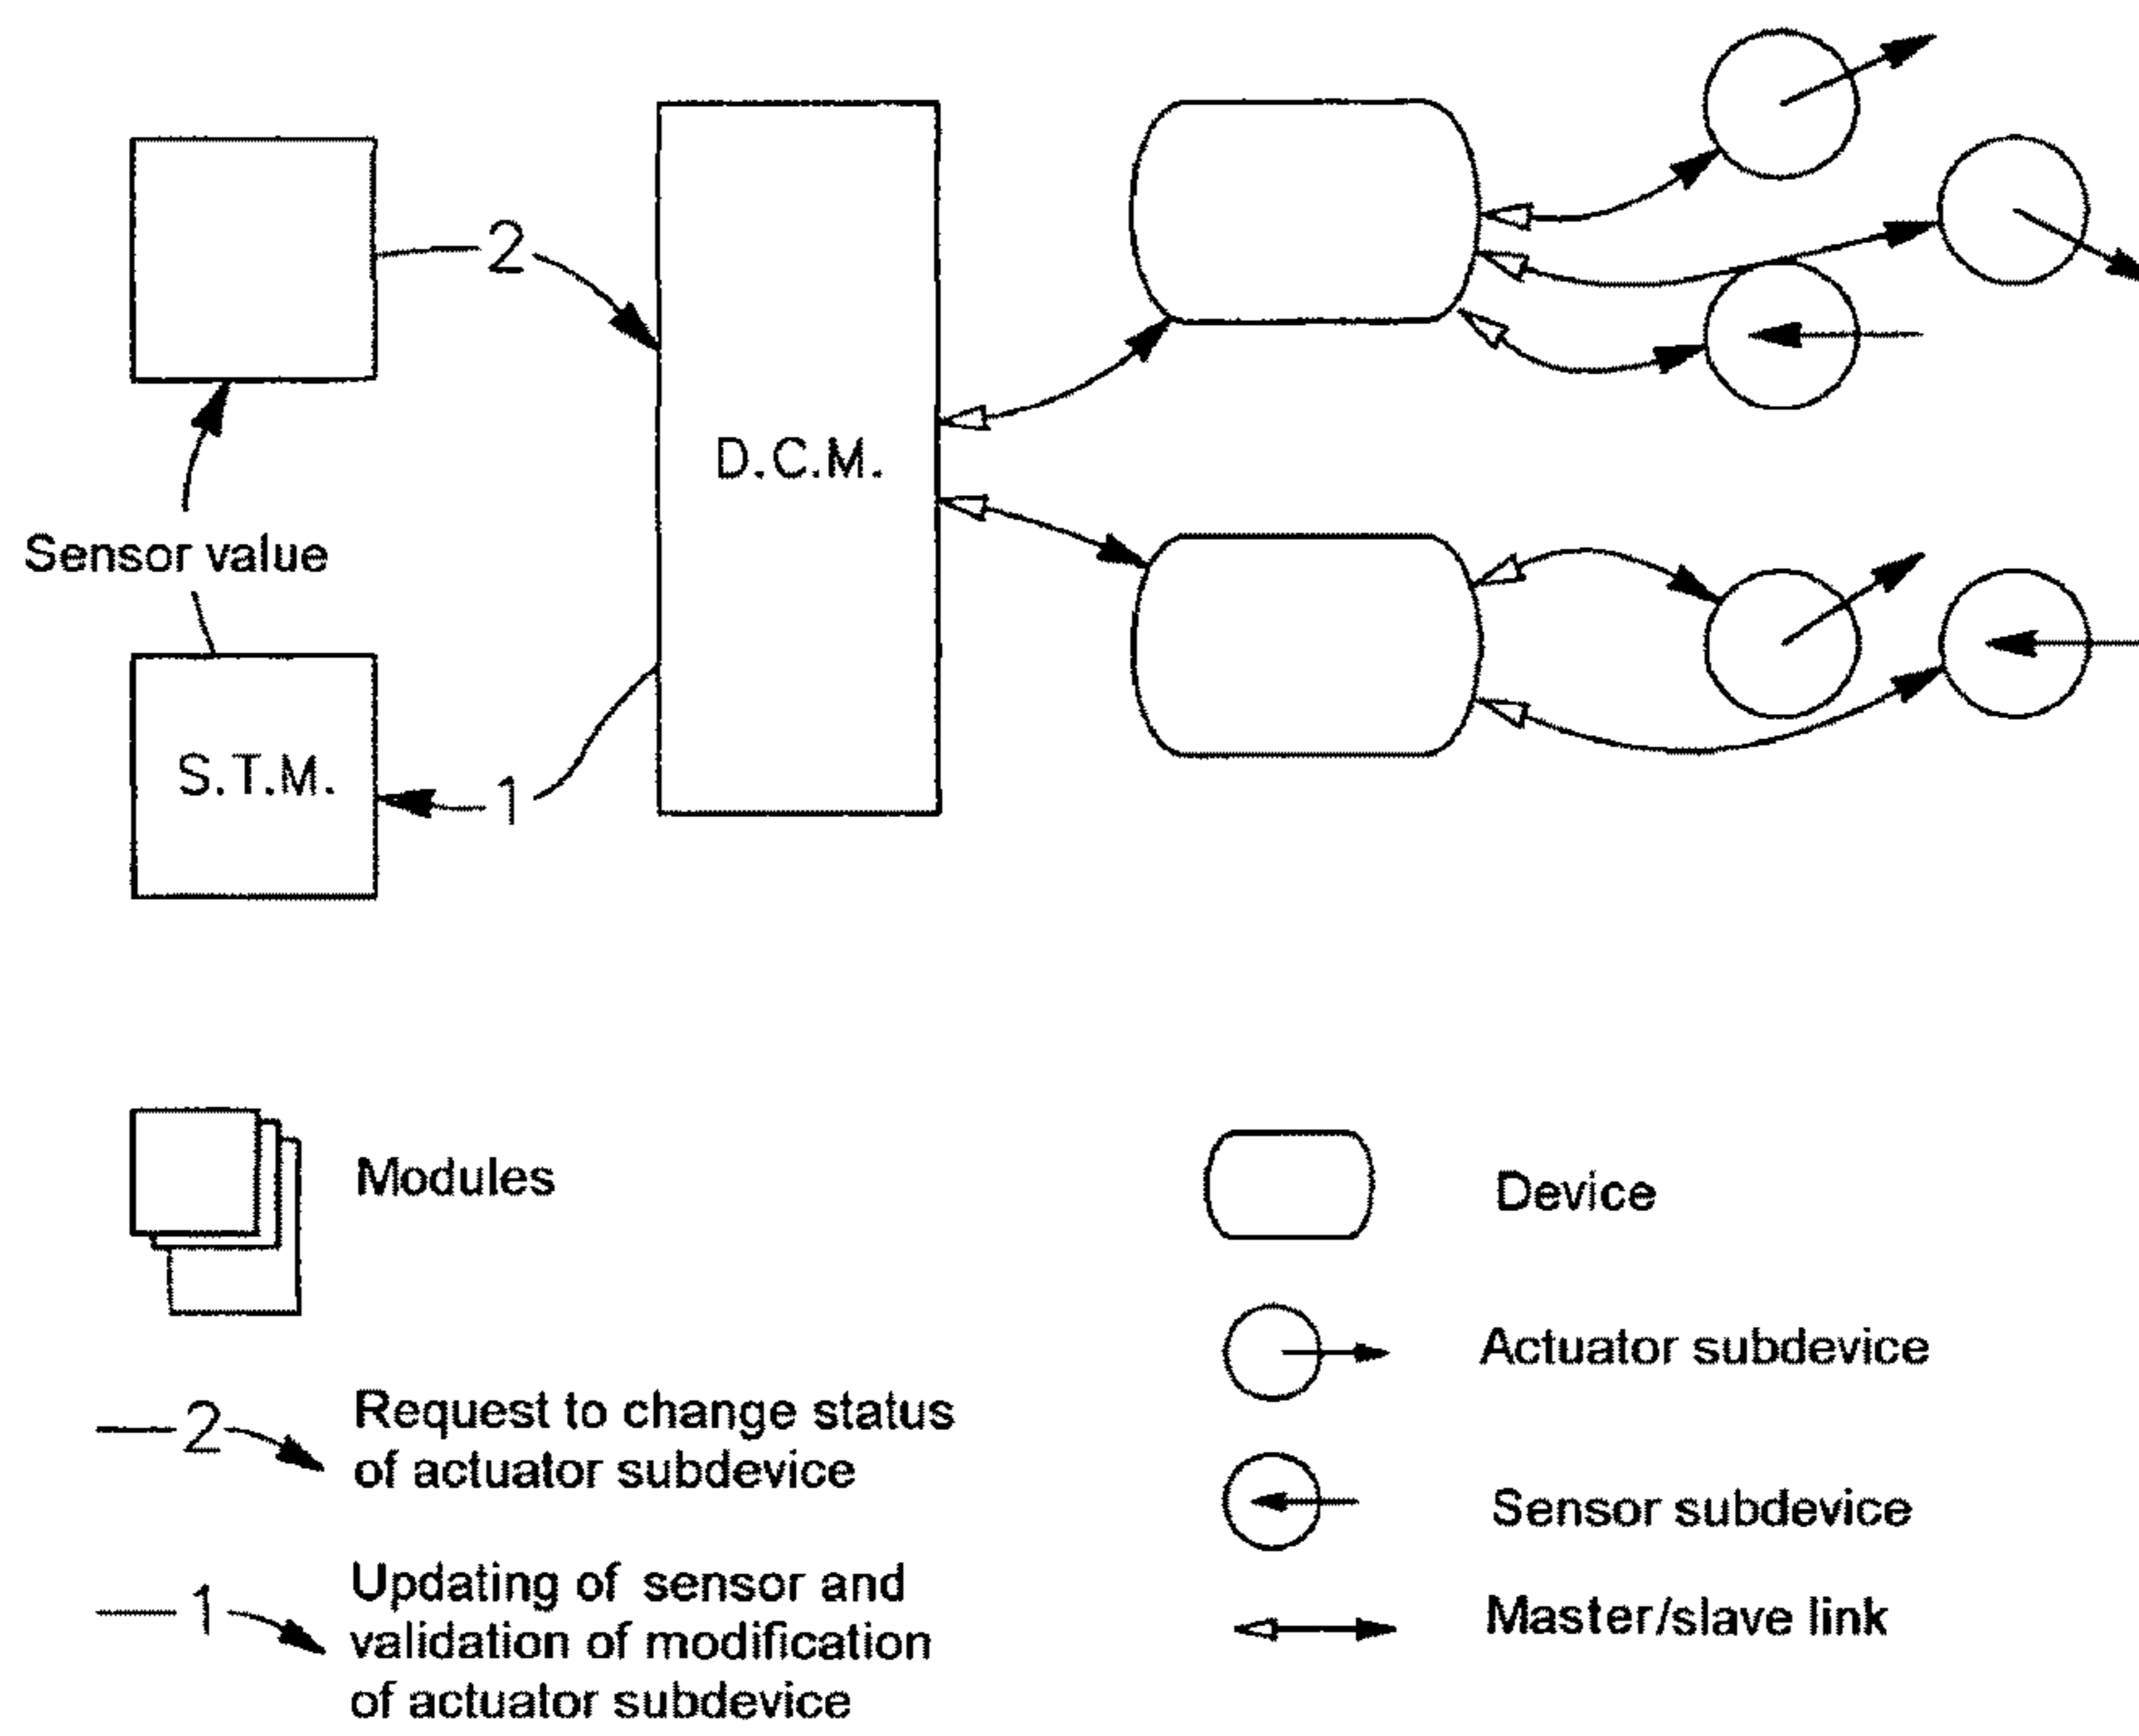 2
D.C.M.
Sensor value
S.T.M.
1
Modules
Device
Actuator subdevice
2
Request to change status
of actuator subdevice
Sensor subdevice
1
Updating of sensor and
validation of modification
of actuator subdevice
Master/slave link